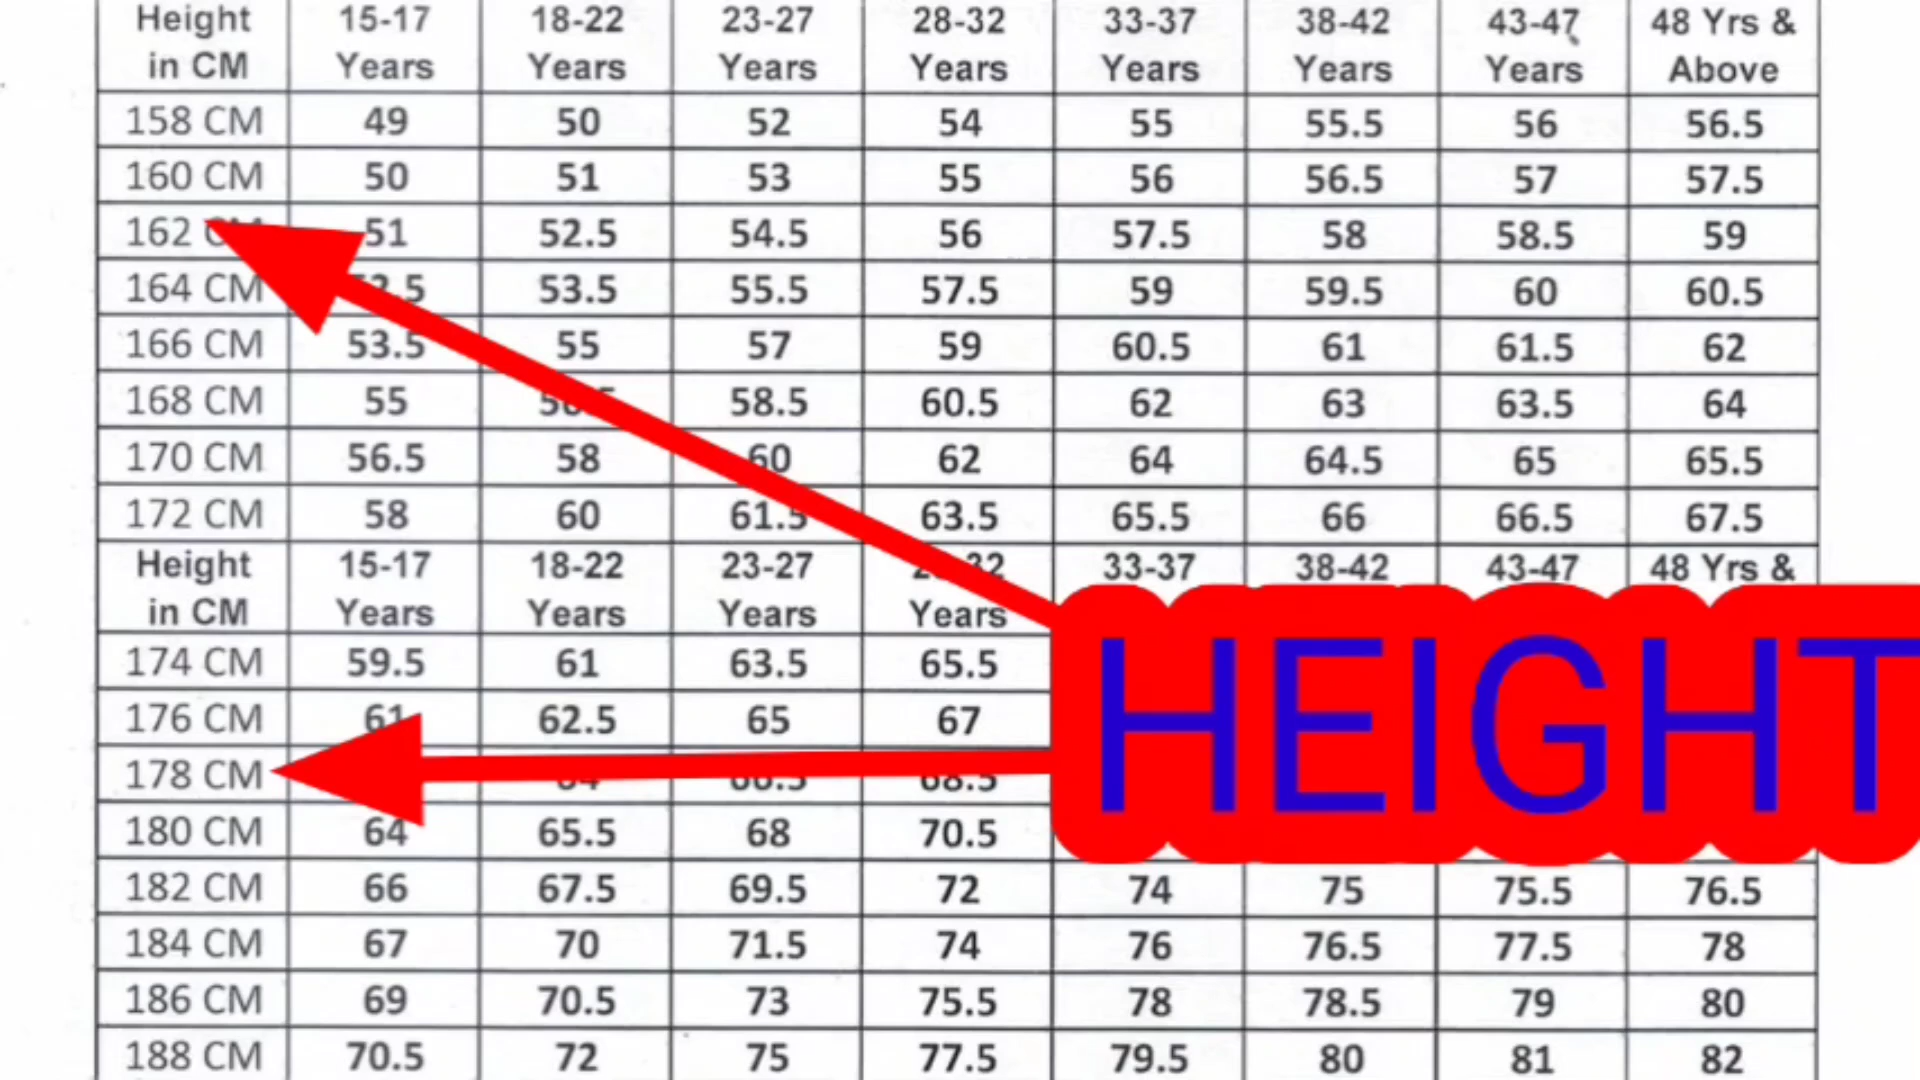 Height 15-17 18-22 23-27 28-32 33-37 38-42 43-47 48 Yrs &
in CM Years Years Years Years Years Years Years Above
158 CM 49 50 52 54 55 55.5 56 56.5
160 CM 50 51 53 55 56 56.5 57 57.5
162 51 52.5 54.5 56 57.5 58 58.5 59
164 CM 53.5 55.5 57.5 59 59.5 60 60.5
166 CM 53.5 55 57 59 60.5 61 61.5 62
168 CM 55 58.5 60.5 62 63 63.5 64
170 CM 56.5 58 60 62 64 64.5 65 65.5
172 CM 58 60 61.5 63.5 65.5 66 66.5 67.5
Height 15-17 18-22 23-27 33-37 38-42 43-47 48 Yrs &
in CM Years Years Years Years
174 CM 59.5 61 63.5 65.5
176 CM 61 62.5 65 67
HEIGHT
178 CM 68.5
180 CM 64 65.5 68 70.5
182 CM 66 67.5 69.5 72 74 75 75.5 76.5
184 CM 67 70 71.5 74 76 76.5 77.5 78
186 CM 69 70.5 73 75.5 78 78.5 79 80
188 CM 70.5 72 75 77.5 79.5 80 81 82